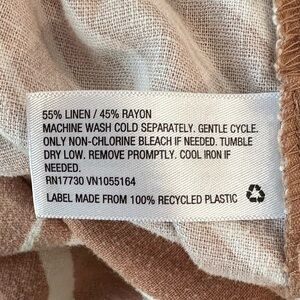 55% LINEN / 45% RAYON
MACHINE WASH COLD SEPARATELY. GENTLE CYCLE.
ONLY NON-CHLORINE BLEACH IF NEEDED. TUMBLE
DRY LOW. REMOVE PROMPTLY. COOL IRON IF
NEEDED.
RN17730 VN1055164
LABEL MADE FROM 100% RECYCLED PLASTIC